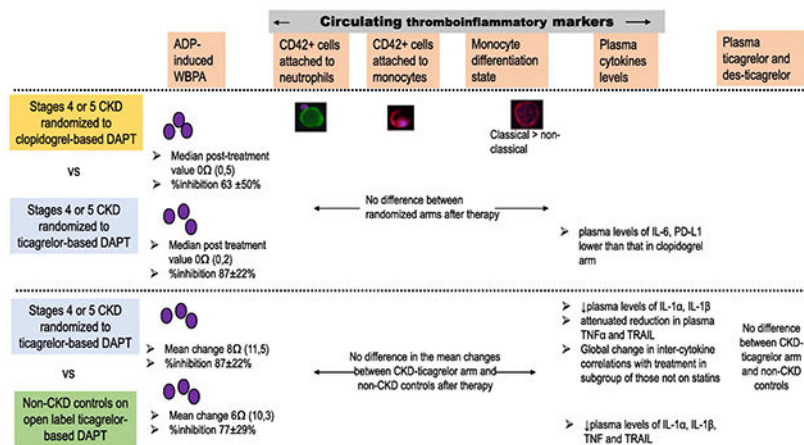 Circulating thromboinflammatory markers
ADP-
induced
WBPA
CD42+ cells
attached to
neutrophils
CD42+ cells
attached to
monocytes
Monocyte
differentiation
state
Plasma
cytokines
levels
Plasma
ticagrelor and
des-ticagrelor
Stages 4 or 5 CKD
randomized to
clopidogrel-based DAPT
Classical > non-
classical
vs
➢ Median post-treatment
value 0Ω (0,5)
➢ %inhibition 63 ±50%
No difference between
randomized arms after therapy
Stages 4 or 5 CKD
randomized to
ticagrelor-based DAPT
➢ Median post treatment
value 0Ω (0,2)
➢ %inhibition 87±22%
➢ plasma levels of IL-6, PD-L1
lower than that in clopidogrel
arm
Stages 4 or 5 CKD
randomized to
ticagrelor-based DAPT
➢ Mean change 8Ω (11,5)
➢ %inhibition 87±22%
➢ ↓plasma levels of IL-1α, IL-1β
➢ attenuated reduction in plasma
TNFα and TRAIL
➢ Global change in inter-cytokine
correlations with treatment in
subgroup of those not on statins
No difference in the mean changes
between CKD-ticagrelor arm and
non-CKD controls after therapy
No
difference
between CKD-
ticagrelor arm
and non-CKD
controls
vs
Non-CKD controls on
open label ticagrelor-
based DAPT
➢ Mean change 6Ω (10,3)
➢ %inhibition 77±29%
➢ ↓plasma levels of IL-1α, IL-1β,
TNF and TRAIL